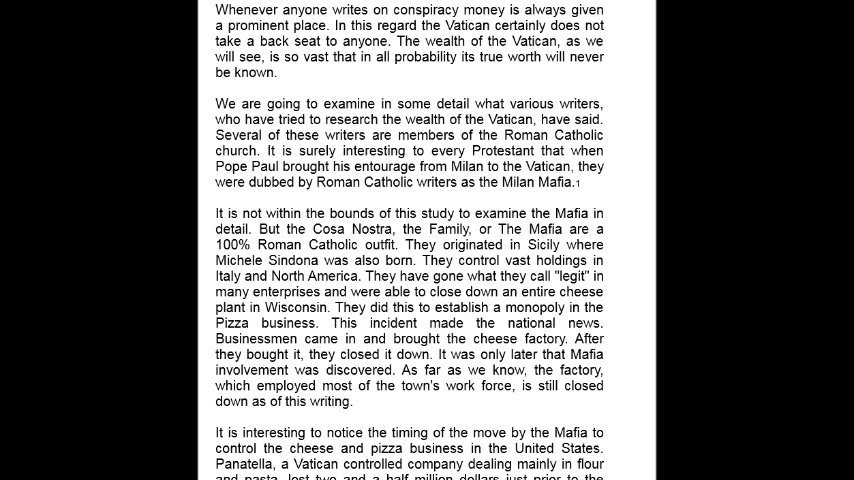 Whenever anyone writes on conspiracy money is always given
a prominent place. In this regard the Vatican certainly does not
take a back seat to anyone. The wealth of the Vatican, as we
will see, is so vast that in all probability its true worth will never
be known.
We are going to examine in some detail what various writers,
who have tried to research the wealth of the Vatican, have said.
Several of these writers are members of the Roman Catholic
church. It is surely interesting to every Protestant that when
Pope Paul brought his entourage from Milan to the Vatican, they
were dubbed by Roman Catholic writers as the Milan Mafia.1
It is not within the bounds of this study to examine the Mafia in
detail. But the Cosa Nostra, the Family, or The Mafia are a
100% Roman Catholic outfit. They originated in Sicily where
Michele Sindona was also born. They control vast holdings in
Italy and North America. They have gone what they call "legit" in
many enterprises and were able to close down an entire cheese
plant in Wisconsin. They did this to establish a monopoly in the
Pizza business. This incident made the national news.
Businessmen came in and brought the cheese factory. After
they bought it, they closed it down. It was only later that Mafia
involvement was discovered. As far as we know, the factory,
which employed most of the town's work force, is still closed
down as of this writing.
It is interesting to notice the timing of the move by the Mafia to
control the cheese and pizza business in the United States.
Panatella, a Vatican controlled company dealing mainly in flour
and pasta, lost two and a half million dollars just prior to the